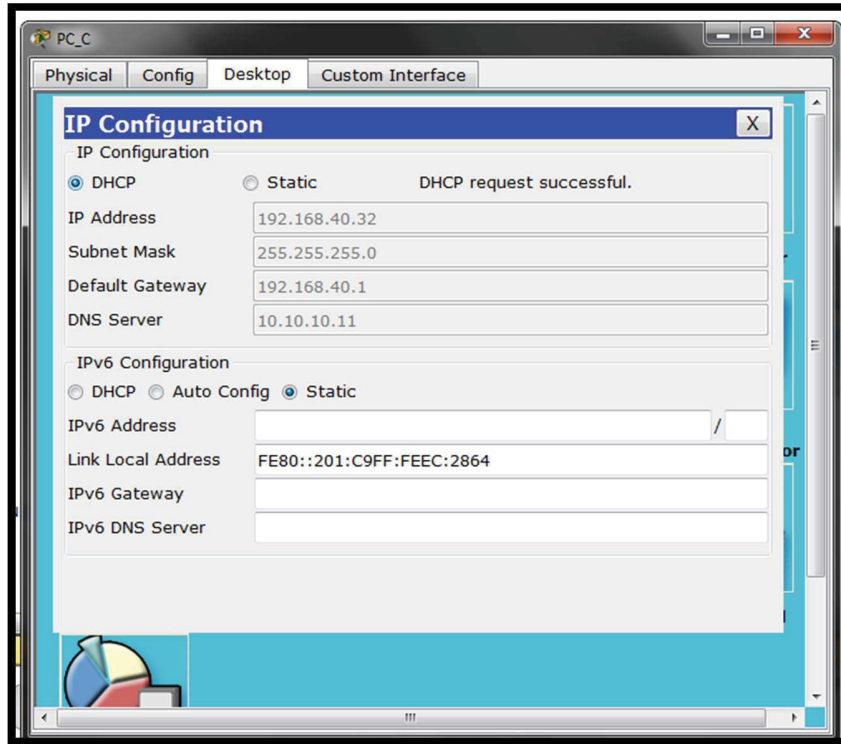 PC_C
Physical Config Desktop Custom Interface
IP Configuration X
IP Configuration
DHCP Static DHCP request successful.
IP Address 192.168.40.32
Subnet Mask 255.255.255.0
Default Gateway 192.168.40.1
DNS Server 10.10.10.11
IPv6 Configuration
DHCP Auto Config Static
IPv6 Address /
Link Local Address FE80::201:C9FF:FEEC:2864
IPv6 Gateway
IPv6 DNS Server